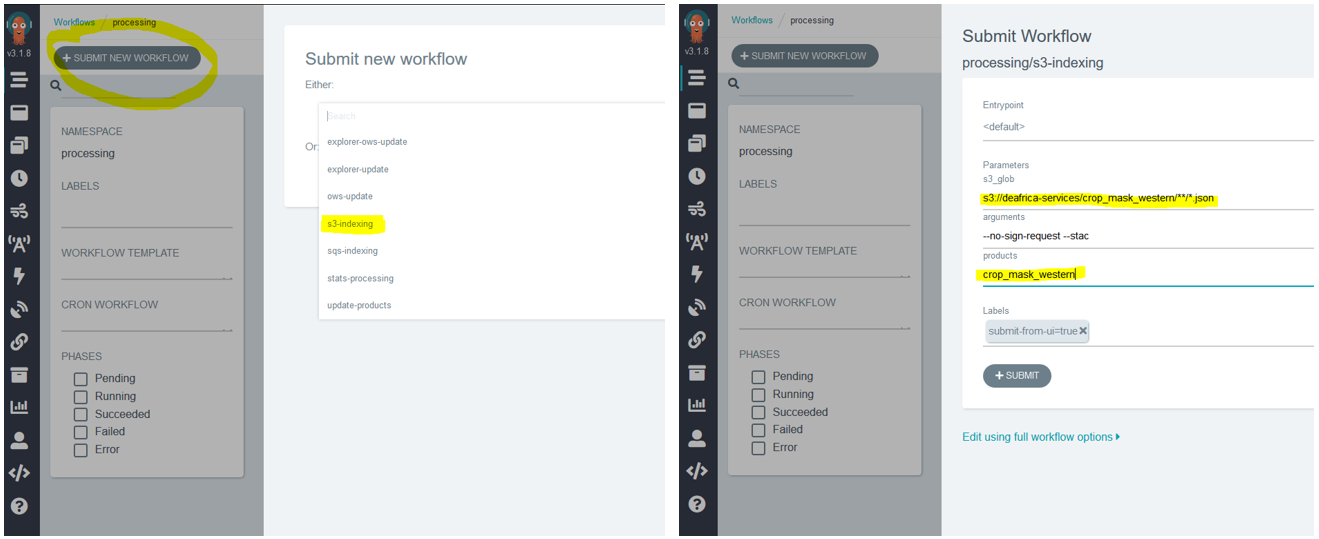 Workflows / processing
v3.1.8
+ SUBMIT NEW WORKFLOW
NAMESPACE
processing
LABELS
WORKFLOW TEMPLATE
CRON WORKFLOW
PHASES
Pending
Running
Succeeded
Failed
Error
Submit new workflow
Either:
Search
Or:
explorer-ows-update
explorer-update
ows-update
s3-indexing
sqs-indexing
stats-processing
update-products
Workflows / processing
v3.1.8
+ SUBMIT NEW WORKFLOW
NAMESPACE
processing
LABELS
WORKFLOW TEMPLATE
CRON WORKFLOW
PHASES
Pending
Running
Succeeded
Failed
Error
Submit Workflow
processing/s3-indexing
Entrypoint
<default>
Parameters
s3_glob
s3://deafrica-services/crop_mask_western/**/*.json
arguments
--no-sign-request --stac
products
crop_mask_western
Labels
submit-from-ui=true ×
+ SUBMIT
Edit using full workflow options